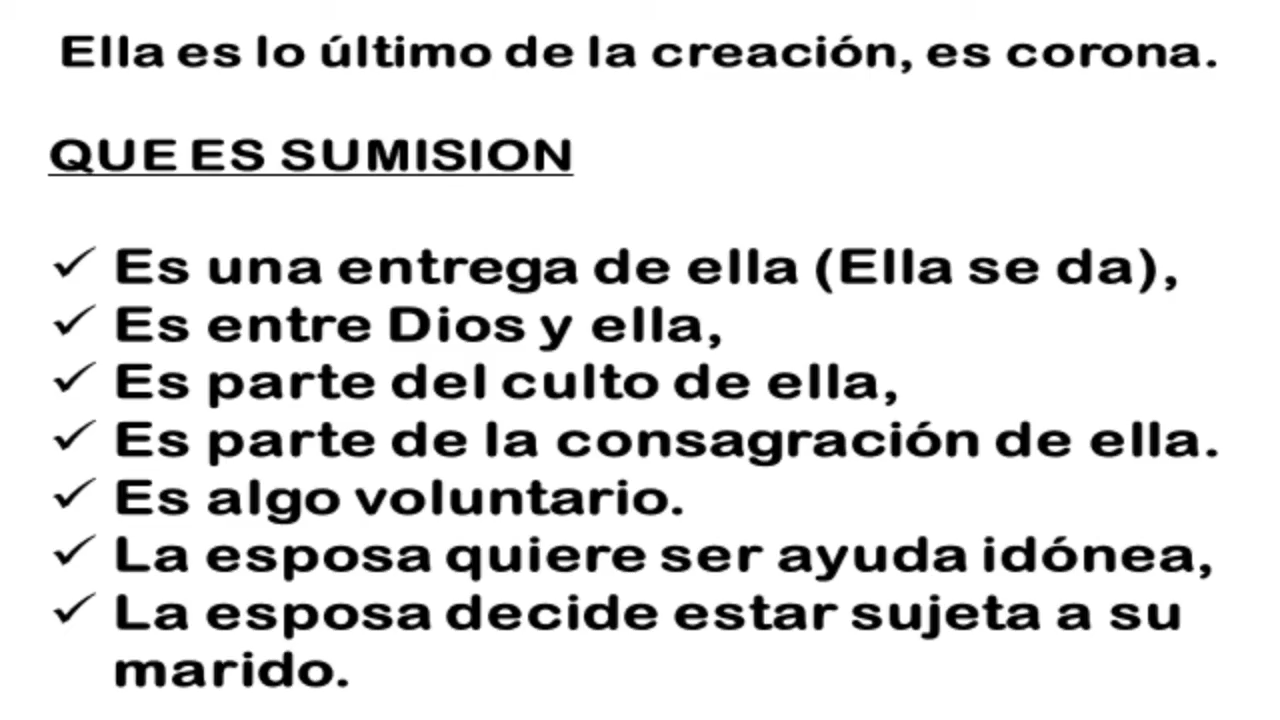 Ella es lo último de la creación, es corona.
QUE ES SUMISION
✓ Es una entrega de ella (Ella se da),
✓ Es entre Dios y ella,
✓ Es parte del culto de ella,
✓ Es parte de la consagración de ella.
✓ Es algo voluntario.
✓ La esposa quiere ser ayuda idónea,
✓ La esposa decide estar sujeta a su
marido.